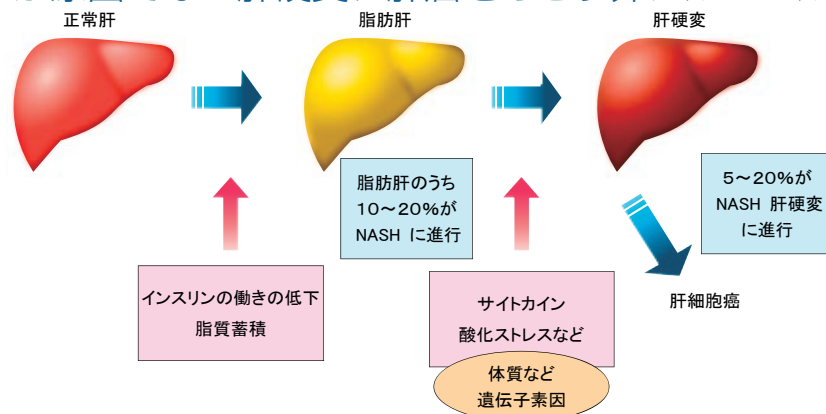 正常肝
脂肪肝
肝硬変
脂肪肝のうち
10～20%が
NASH に進行
5～20%が
NASH 肝硬変
に進行
インスリンの働きの低下
脂質蓄積
サイトカイン
酸化ストレスなど
体質など
遺伝子素因
肝細胞癌